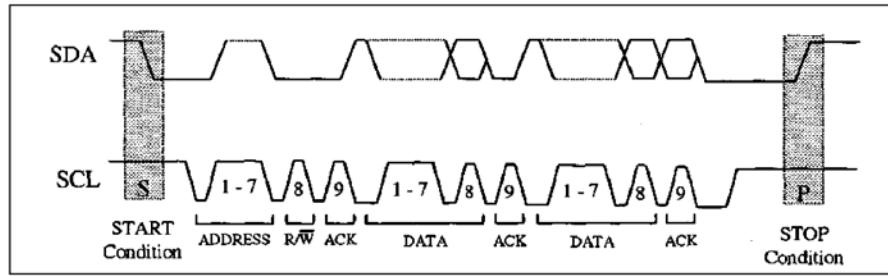 SDA
SCL
S
1 - 7
8
9
1 - 7
8
9
1 - 7
8
9
P
START
Condition
ADDRESS
R/W̅
ACK
DATA
ACK
DATA
ACK
STOP
Condition